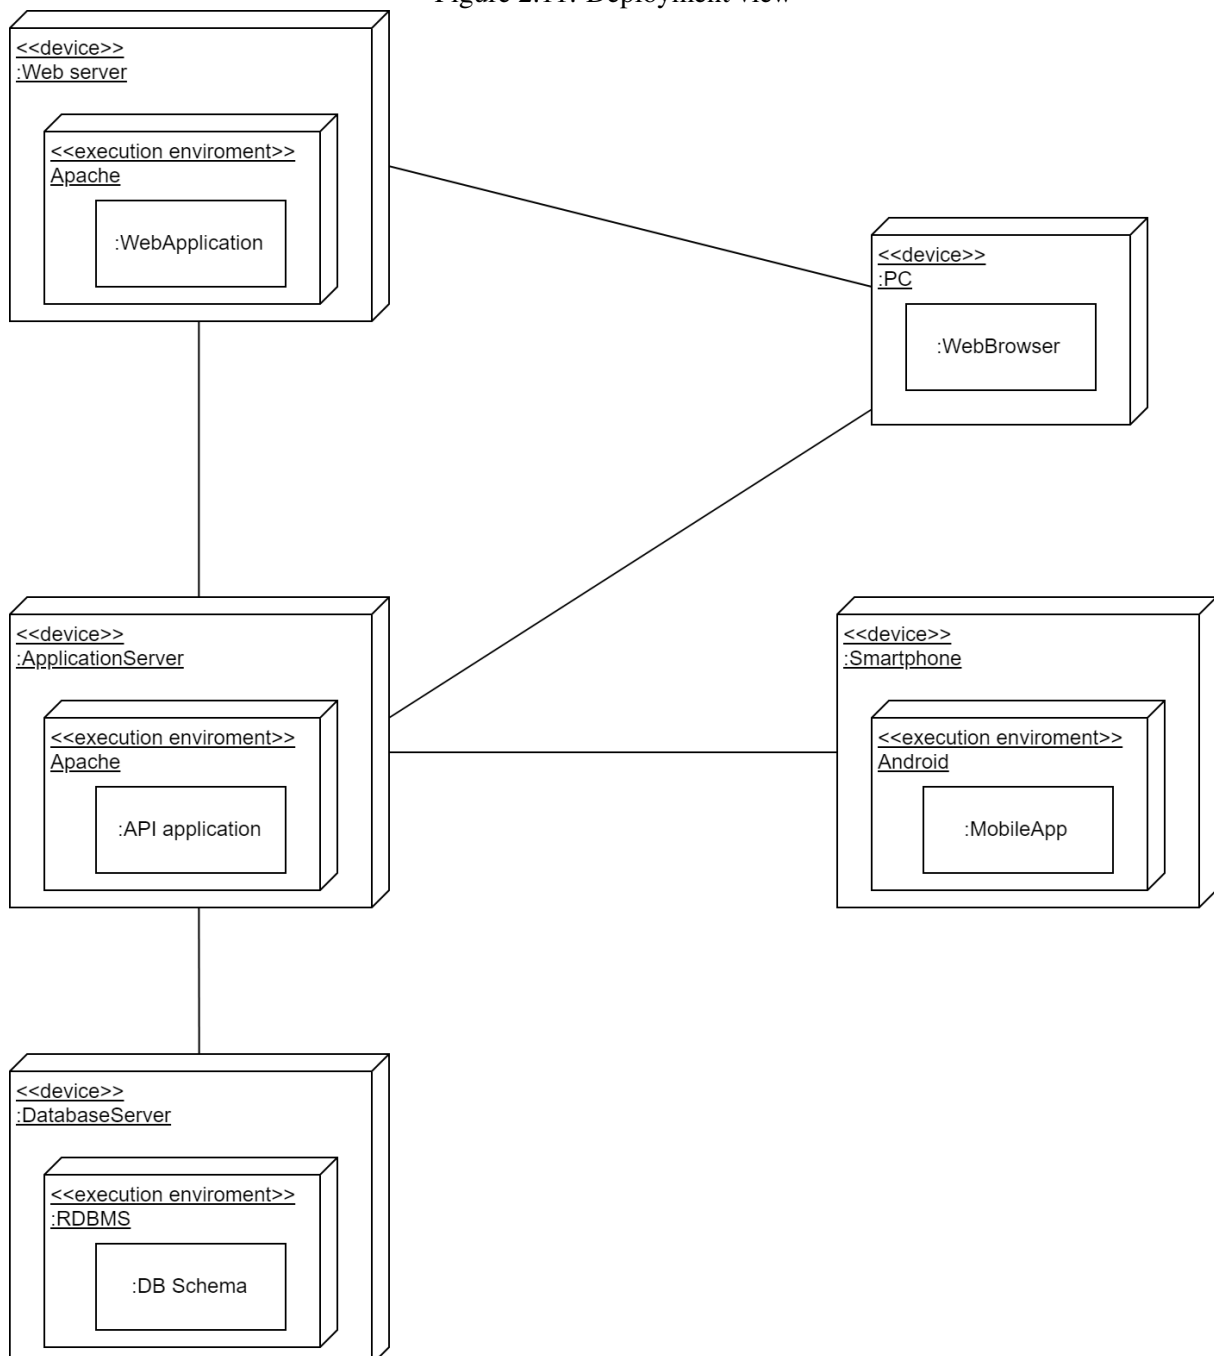 Figure 2.11: Deployment view
<<device>>
:Web server
<<execution enviroment>>
Apache
:WebApplication
<<device>>
:PC
:WebBrowser
<<device>>
:ApplicationServer
<<execution enviroment>>
Apache
:API application
<<device>>
:Smartphone
<<execution enviroment>>
Android
:MobileApp
<<device>>
:DatabaseServer
<<execution enviroment>>
:RDBMS
:DB Schema